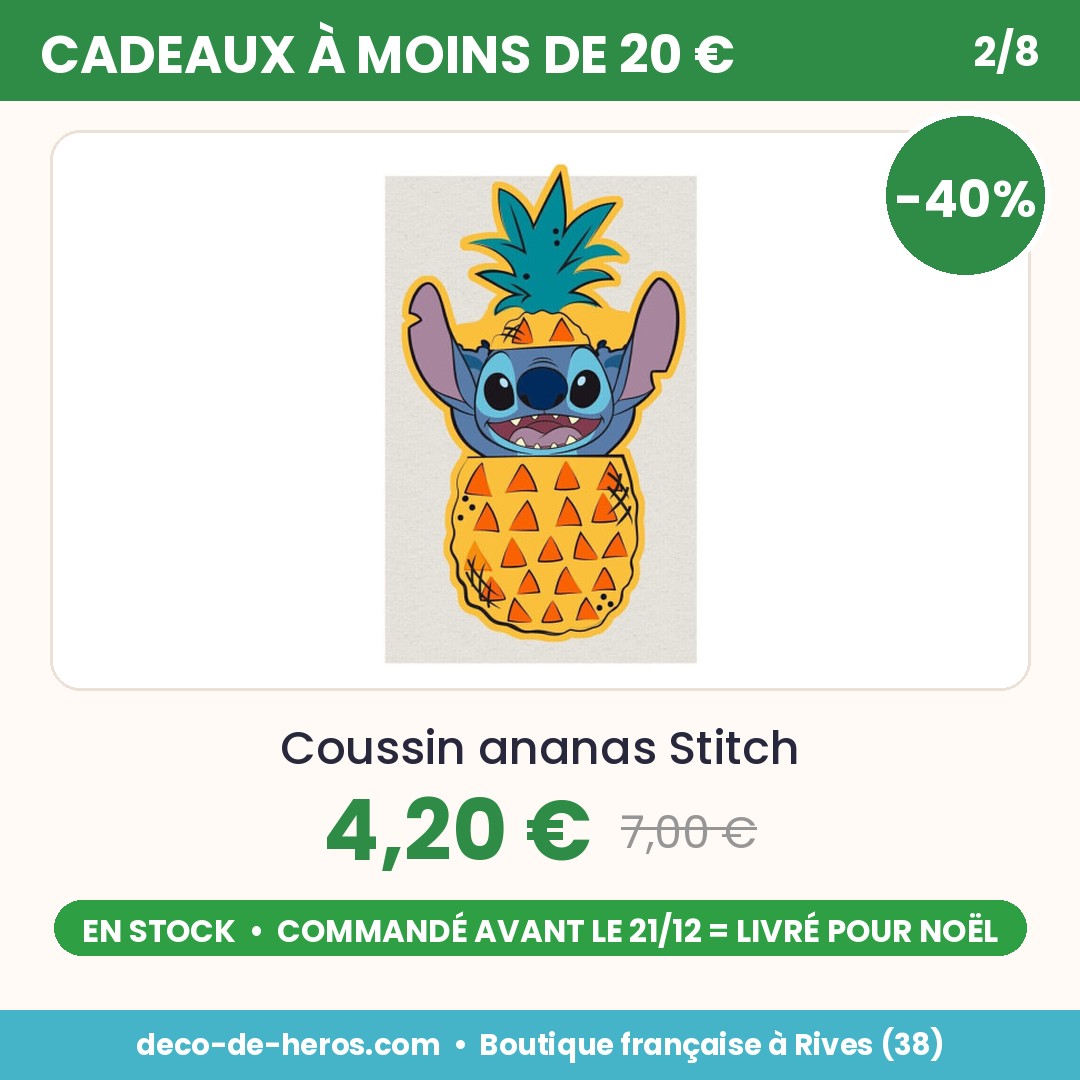 CADEAUX À MOINS DE 20 €
2/8
-40%
Coussin ananas Stitch
4,20 € 7,00 €
EN STOCK • COMMANDÉ AVANT LE 21/12 = LIVRÉ POUR NOËL
deco-de-heros.com • Boutique française à Rives (38)